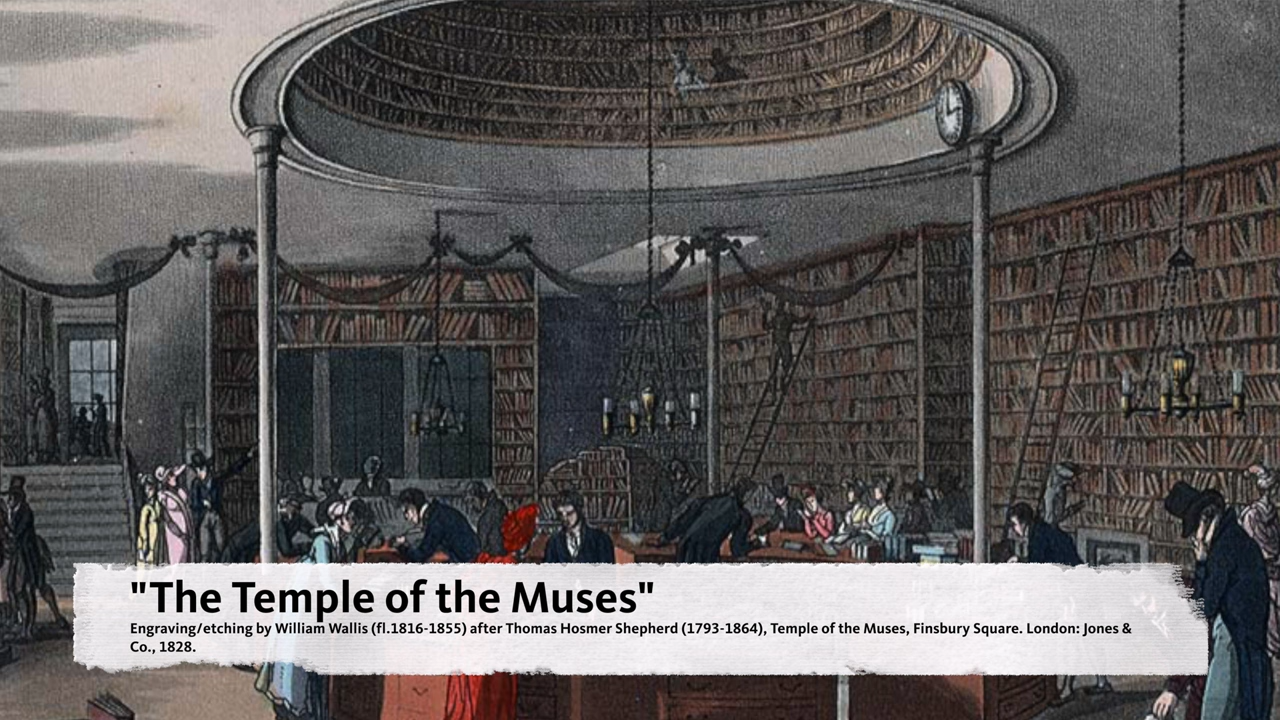 "The Temple of the Muses"
Engraving/etching by William Wallis (fl.1816-1855) after Thomas Hosmer Shepherd (1793-1864), Temple of the Muses, Finsbury Square. London: Jones &
Co., 1828.